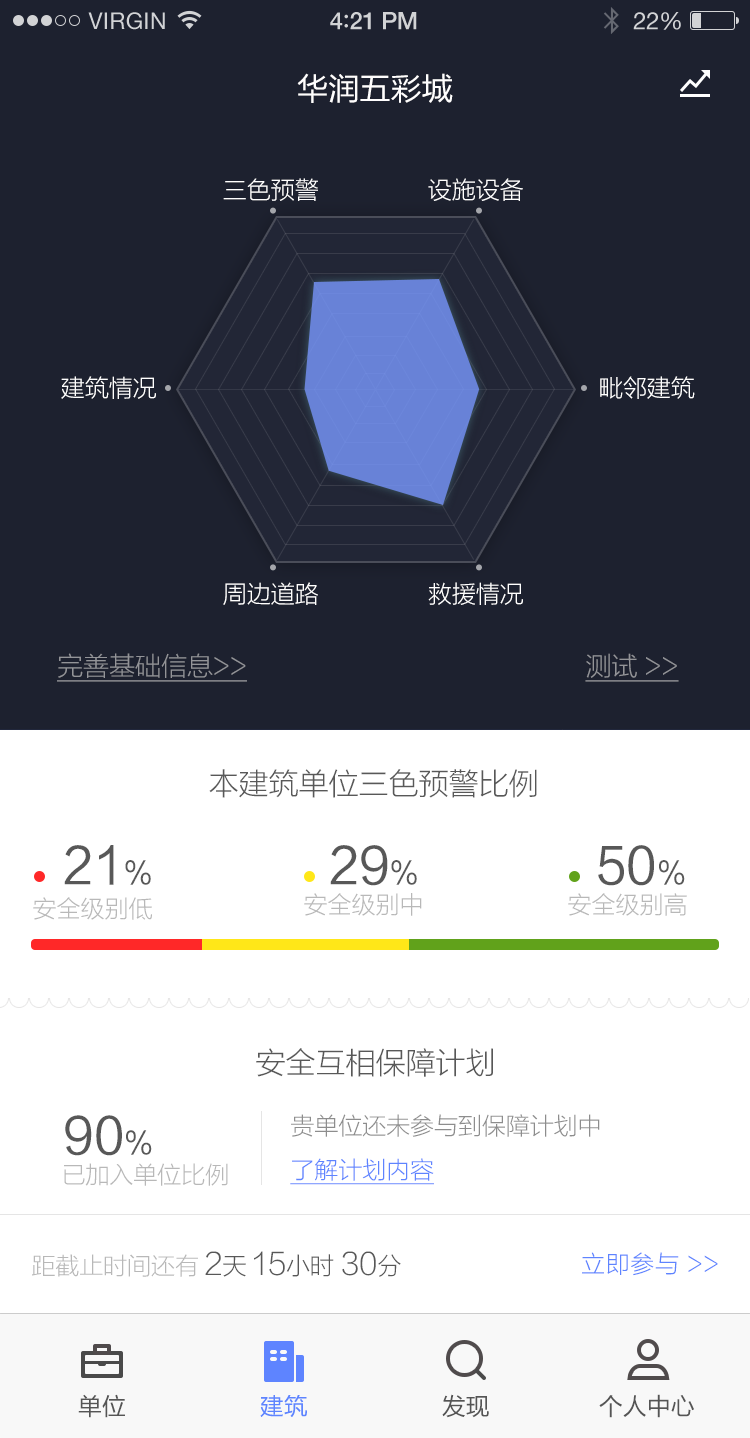 VIRGIN 4:21 PM 22%
华润五彩城
三色预警 设施设备
建筑情况 毗邻建筑
周边道路 救援情况
完善基础信息>> 测试 >>
本建筑单位三色预警比例
21% 29% 50%
安全级别低 安全级别中 安全级别高
安全互相保障计划
90% 贵单位还未参与到保障计划中
已加入单位比例 了解计划内容
距截止时间还有 2天 15小时 30分 立即参与 >>
单位 建筑 发现 个人中心